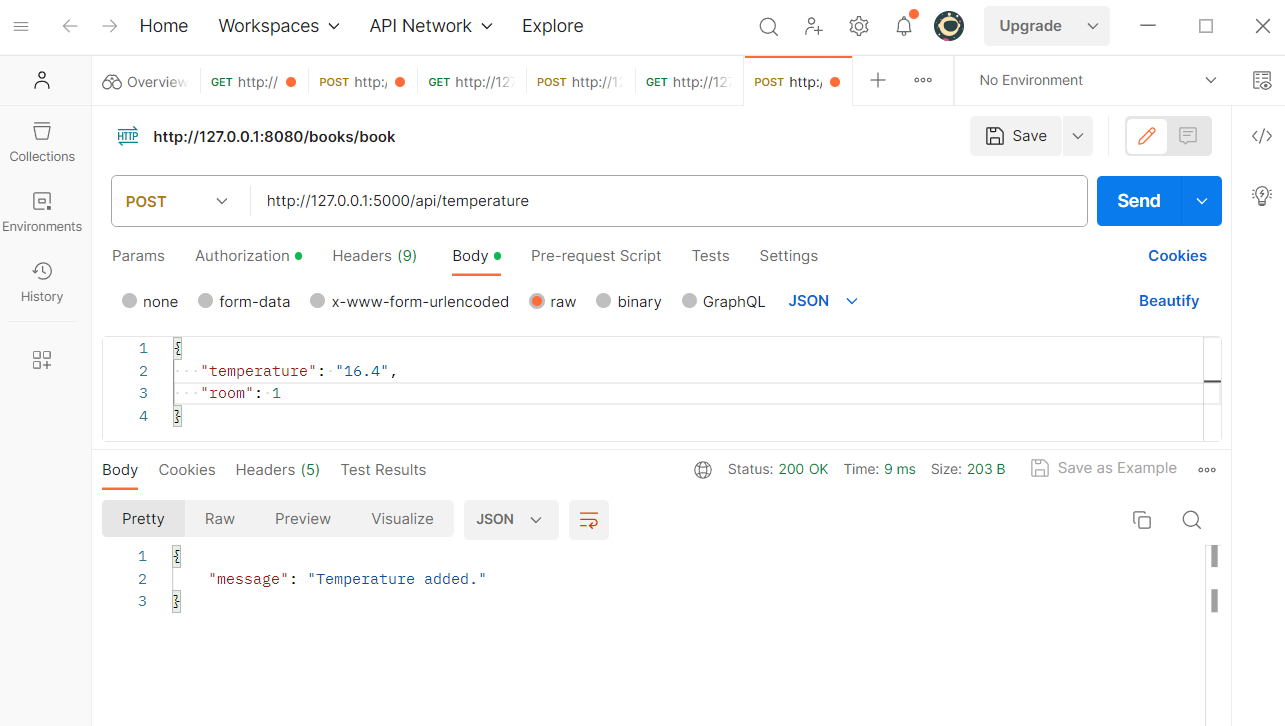 Home Workspaces API Network Explore Upgrade
Overview GET http:// POST http:/ GET http://127 POST http://12 GET http://127 POST http:/ No Environment
HTTP http://127.0.0.1:8080/books/book Save
Collections
POST http://127.0.0.1:5000/api/temperature Send
Environments
Params Authorization Headers (9) Body Pre-request Script Tests Settings Cookies
History
none form-data x-www-form-urlencoded raw binary GraphQL JSON Beautify
1 {
2 "temperature": "16.4",
3 "room": 1
4 }
Body Cookies Headers (5) Test Results Status: 200 OK Time: 9 ms Size: 203 B Save as Example
Pretty Raw Preview Visualize JSON
1 {
2 "message": "Temperature added."
3 }